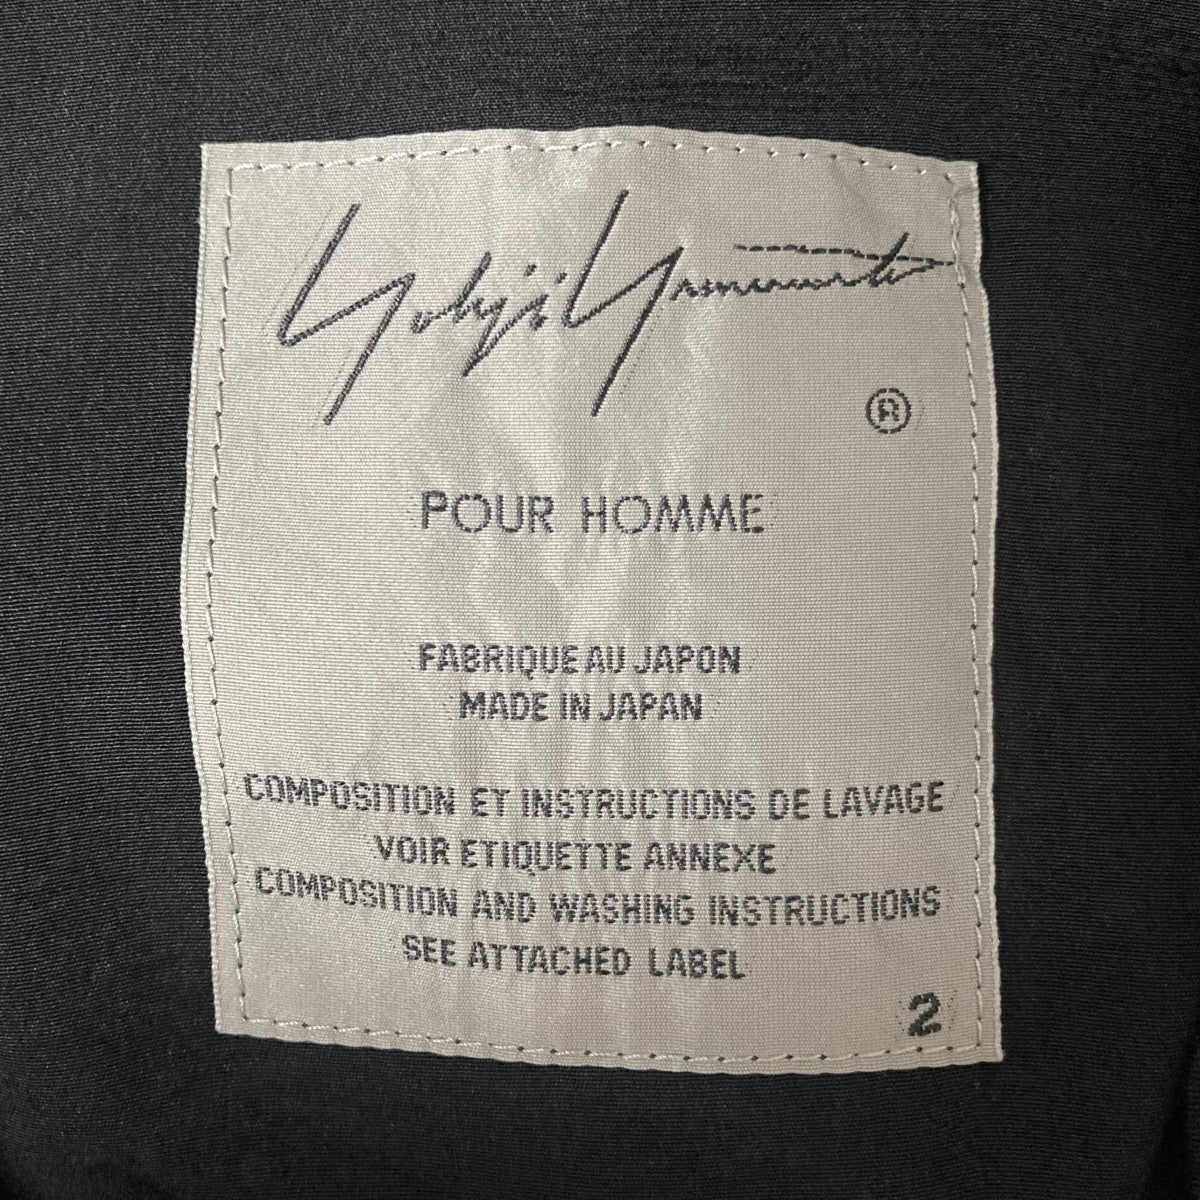 Yohji Yamamoto
®
POUR HOMME
FABRIQUE AU JAPON
MADE IN JAPAN
COMPOSITION ET INSTRUCTIONS DE LAVAGE
VOIR ETIQUETTE ANNEXE
COMPOSITION AND WASHING INSTRUCTIONS
SEE ATTACHED LABEL
2